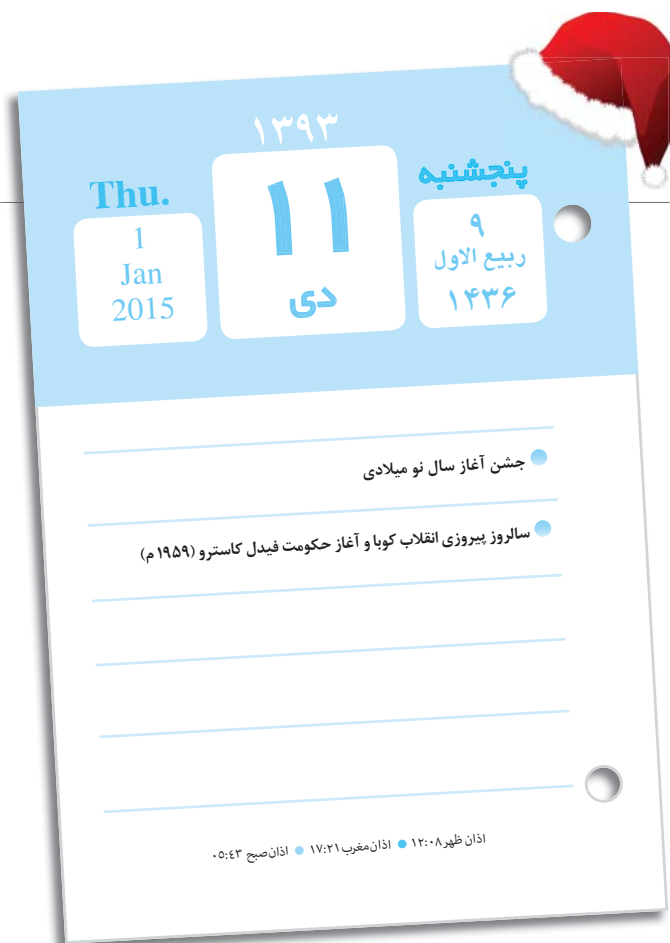 ۱۳۹۳
پنجشنبه
۹
ربیع الاول
۱۴۳۶
۱۱
دی
Thu.
1
Jan
2015
جشن آغاز سال نو میلادی
سالروز پیروزی انقلاب کوبا و آغاز حکومت فیدل کاسترو (۱۹۵۹ م)
اذان ظهر ۱۲:۰۸ ● اذان مغرب ۱۷:۲۱ ● اذان صبح ۰۵:٤۳